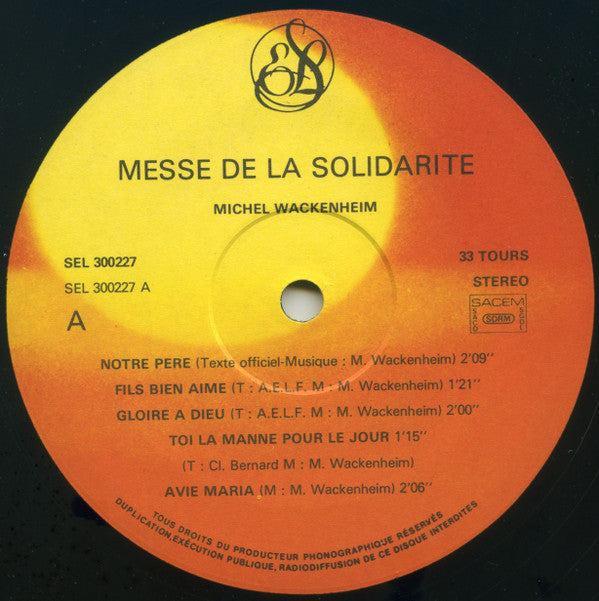 MESSE DE LA SOLIDARITE
MICHEL WACKENHEIM
SEL 300227
33 TOURS
SEL 300227 A
STEREO
A
SACEM
SACD SDRM SCGL
NOTRE PERE (Texte officiel-Musique : M. Wackenheim) 2'09''
FILS BIEN AIME (T : A.E.L.F. M : M. Wackenheim) 1'21''
GLOIRE A DIEU (T : A.E.L.F. M : M. Wackenheim) 2'00''
TOI LA MANNE POUR LE JOUR 1'15''
(T : Cl. Bernard M : M. Wackenheim)
AVIE MARIA (M : M. Wackenheim) 2'06''
TOUS DROITS DU PRODUCTEUR PHONOGRAPHIQUE RÉSERVÉS
DUPLICATION, EXÉCUTION PUBLIQUE, RADIODIFFUSION DE CE DISQUE INTERDITES